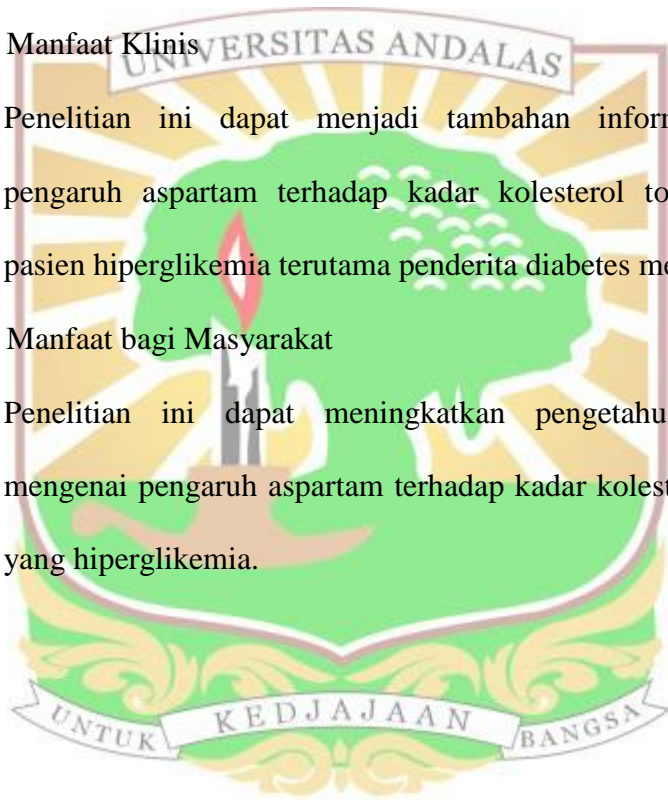 Manfaat Klinis
UNIVERSITAS ANDALAS
Penelitian ini dapat menjadi tambahan inforr
pengaruh aspartam terhadap kadar kolesterol to
pasien hiperglikemia terutama penderita diabetes me
Manfaat bagi Masyarakat
Penelitian ini dapat meningkatkan pengetahu
mengenai pengaruh aspartam terhadap kadar kolest
yang hiperglikemia.
UNTUK KEDJAJAAN BANGSA